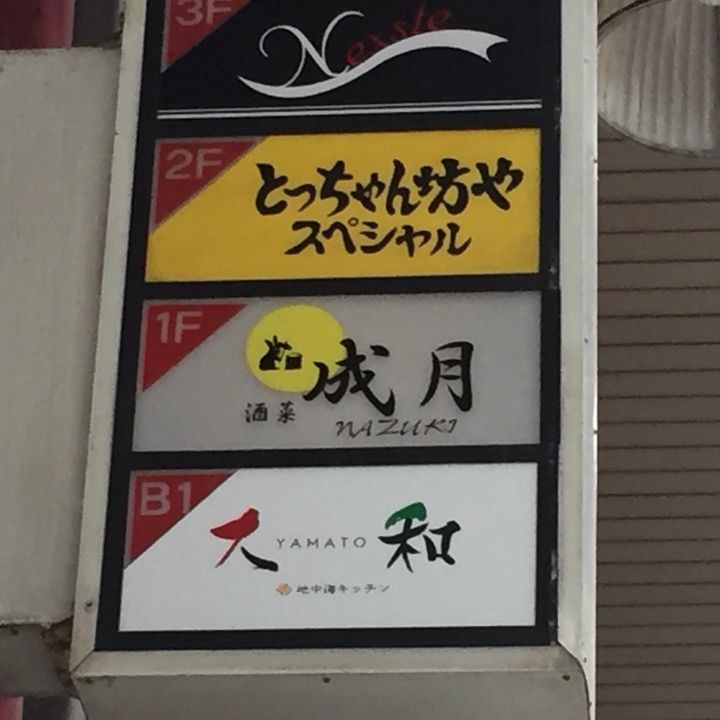 3F
Nexste
2F
とっちゃん坊や
スペシャル
1F
成月
酒菜
NAZUKI
B1
大 YAMATO 和
地中海キッチン